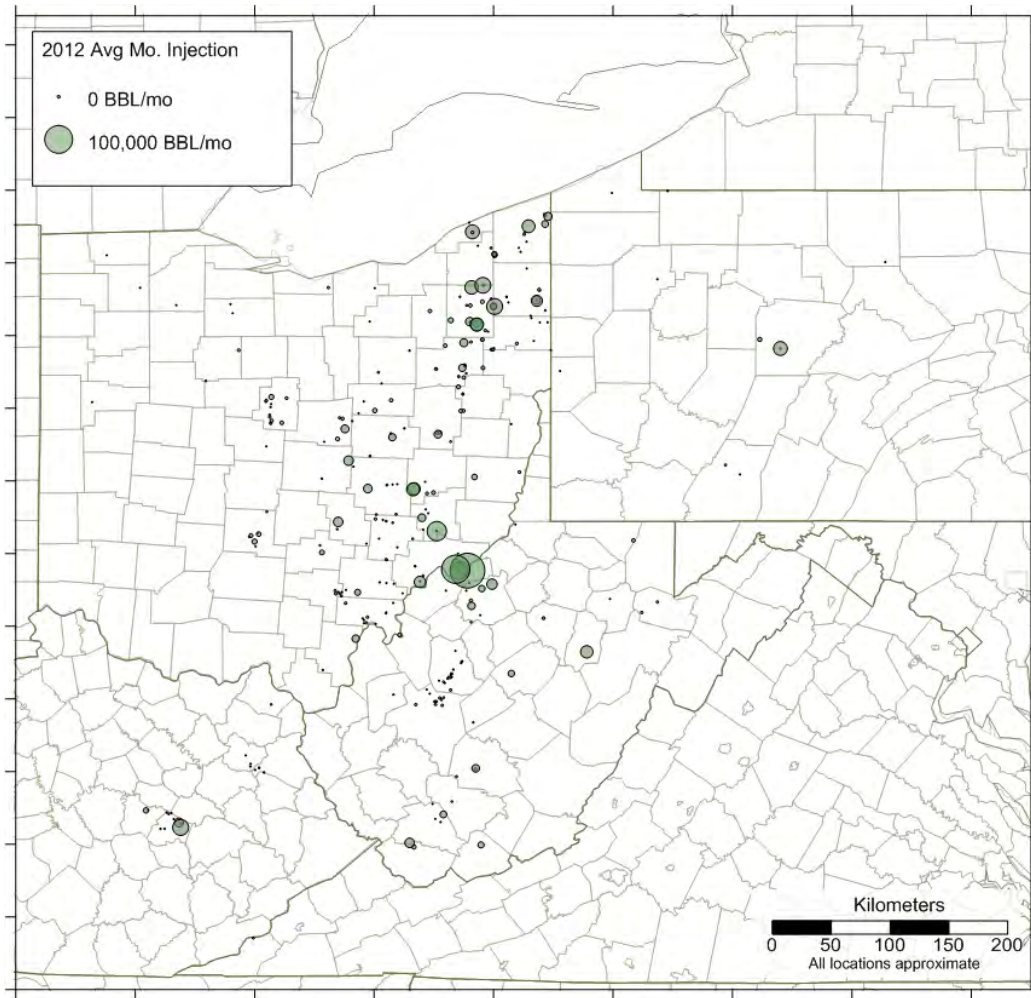 2012 Avg Mo. Injection
0 BBL/mo
100,000 BBL/mo
Kilometers
0 50 100 150 200
All locations approximate